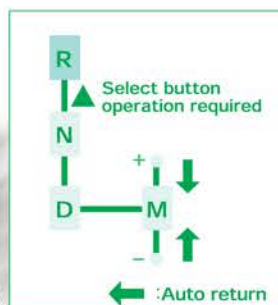 R
Select button
operation required
N
+
D
M
−
:Auto return